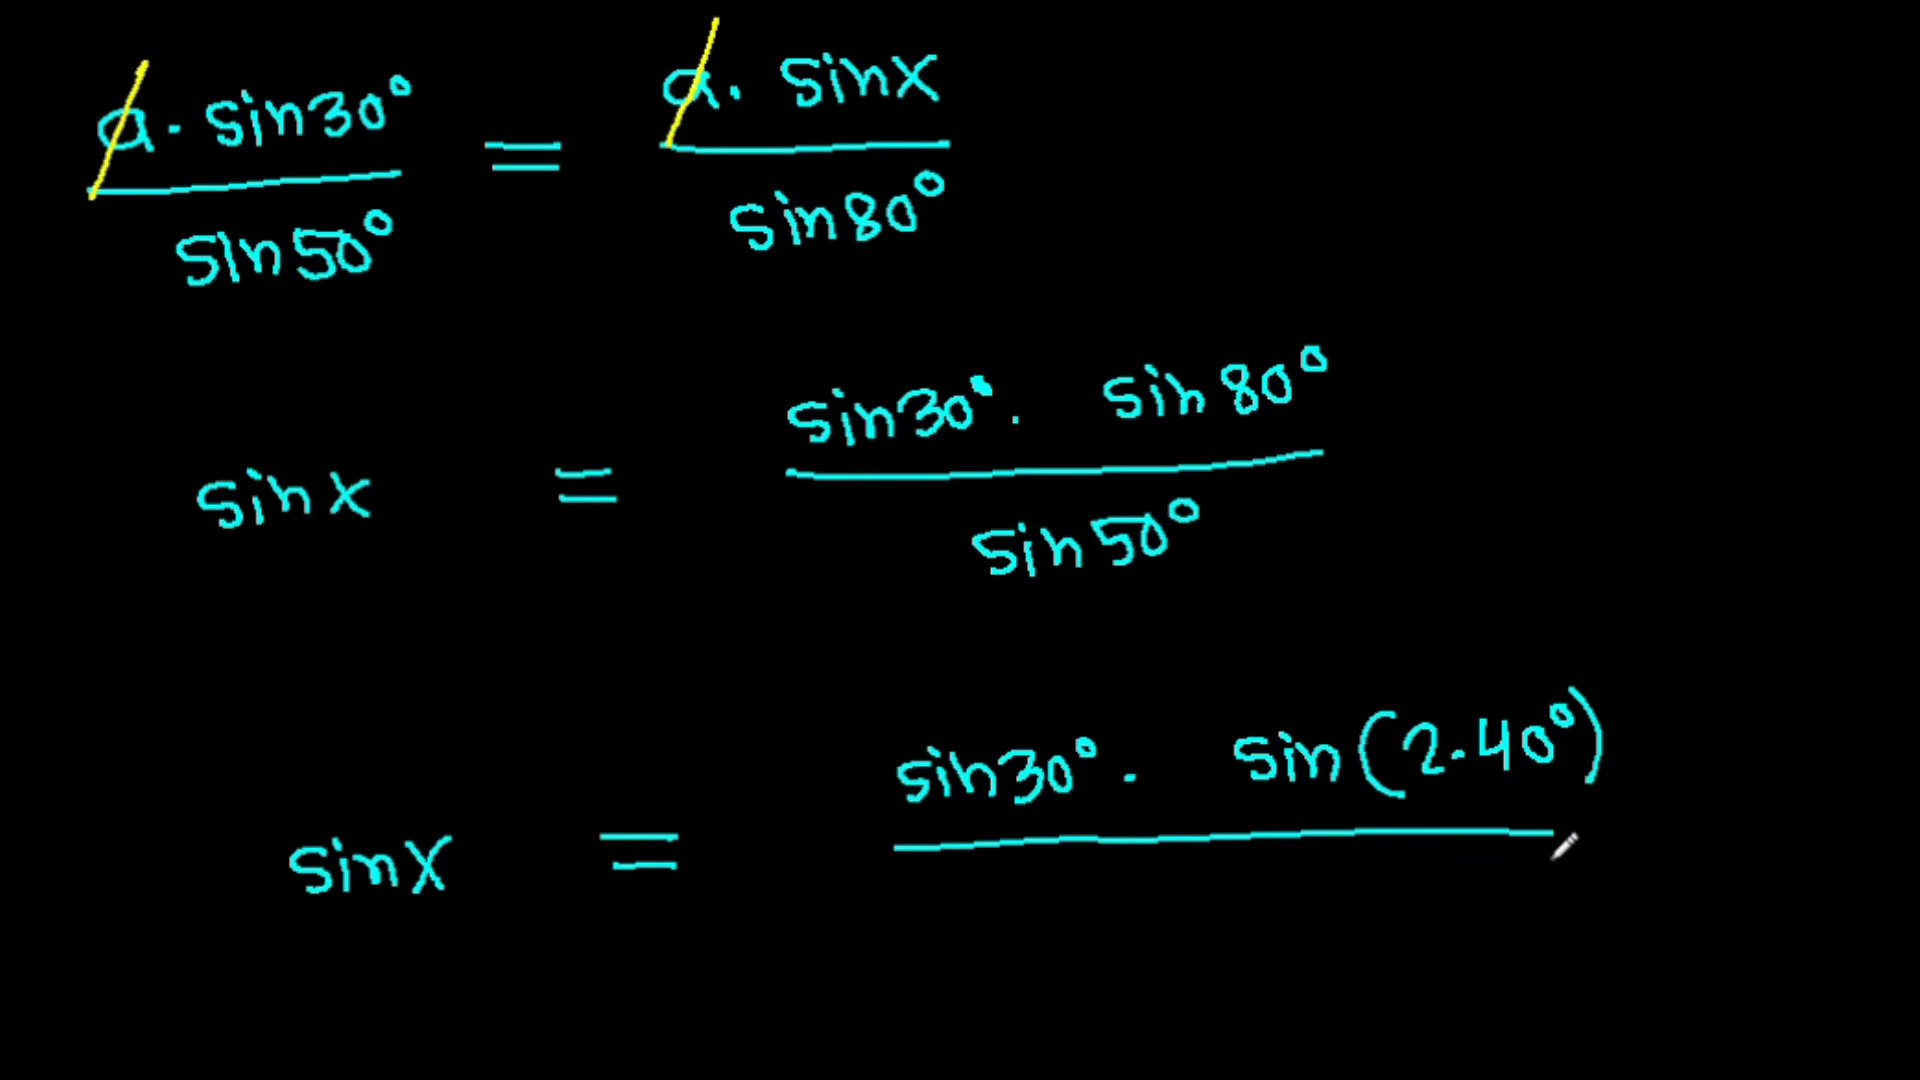 a · sin30° = a · sinx
sin50° sin80°
sinx = sin30° · sin80°
sin50°
sinx = sin30° · sin(2·40°)